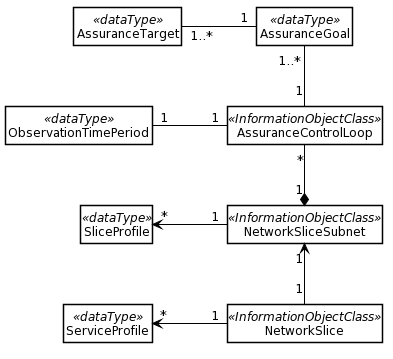 «dataType»
AssuranceTarget
1..*
1
«dataType»
AssuranceGoal
1..*
1
«dataType»
ObservationTimePeriod
1
1
«InformationObjectClass»
AssuranceControlLoop
*
1
«dataType»
SliceProfile
*
1
«InformationObjectClass»
NetworkSliceSubnet
1
1
«dataType»
ServiceProfile
*
1
«InformationObjectClass»
NetworkSlice